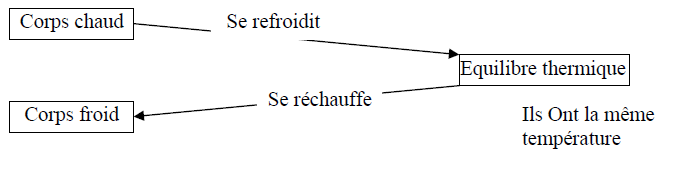 Corps chaud
Se refroidit
Equilibre thermique
Se réchauffe
Corps froid
Ils Ont la même
température